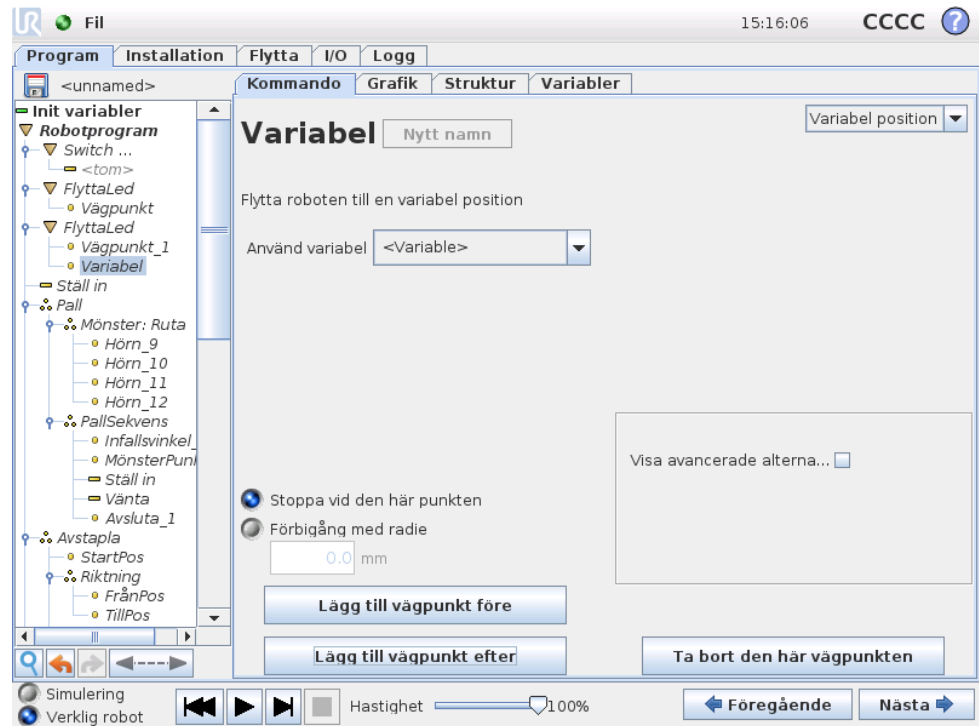 UR Fil 15:16:06 CCCC ?
Program Installation Flytta I/O Logg
<unnamed>
Kommando Grafik Struktur Variabler
Init variabler
Robotprogram
Switch ...
<tom>
FlyttaLed
Vägpunkt
FlyttaLed
Vägpunkt_1
Variabel
Ställ in
Pall
Mönster: Ruta
Hörn_9
Hörn_10
Hörn_11
Hörn_12
PallSekvens
Infallsvinkel_
MönsterPunl
Ställ in
Vänta
Avsluta_1
Avstapla
StartPos
Riktning
FrånPos
TillPos
Variabel Nytt namn
Variabel position
Flytta roboten till en variabel position
Använd variabel <Variable>
Visa avancerade alterna...
Stoppa vid den här punkten
Förbigång med radie
0.0 mm
Lägg till vägpunkt före
Lägg till vägpunkt efter
Ta bort den här vägpunkten
Simulering
Verklig robot
Hastighet 100%
Föregående
Nästa